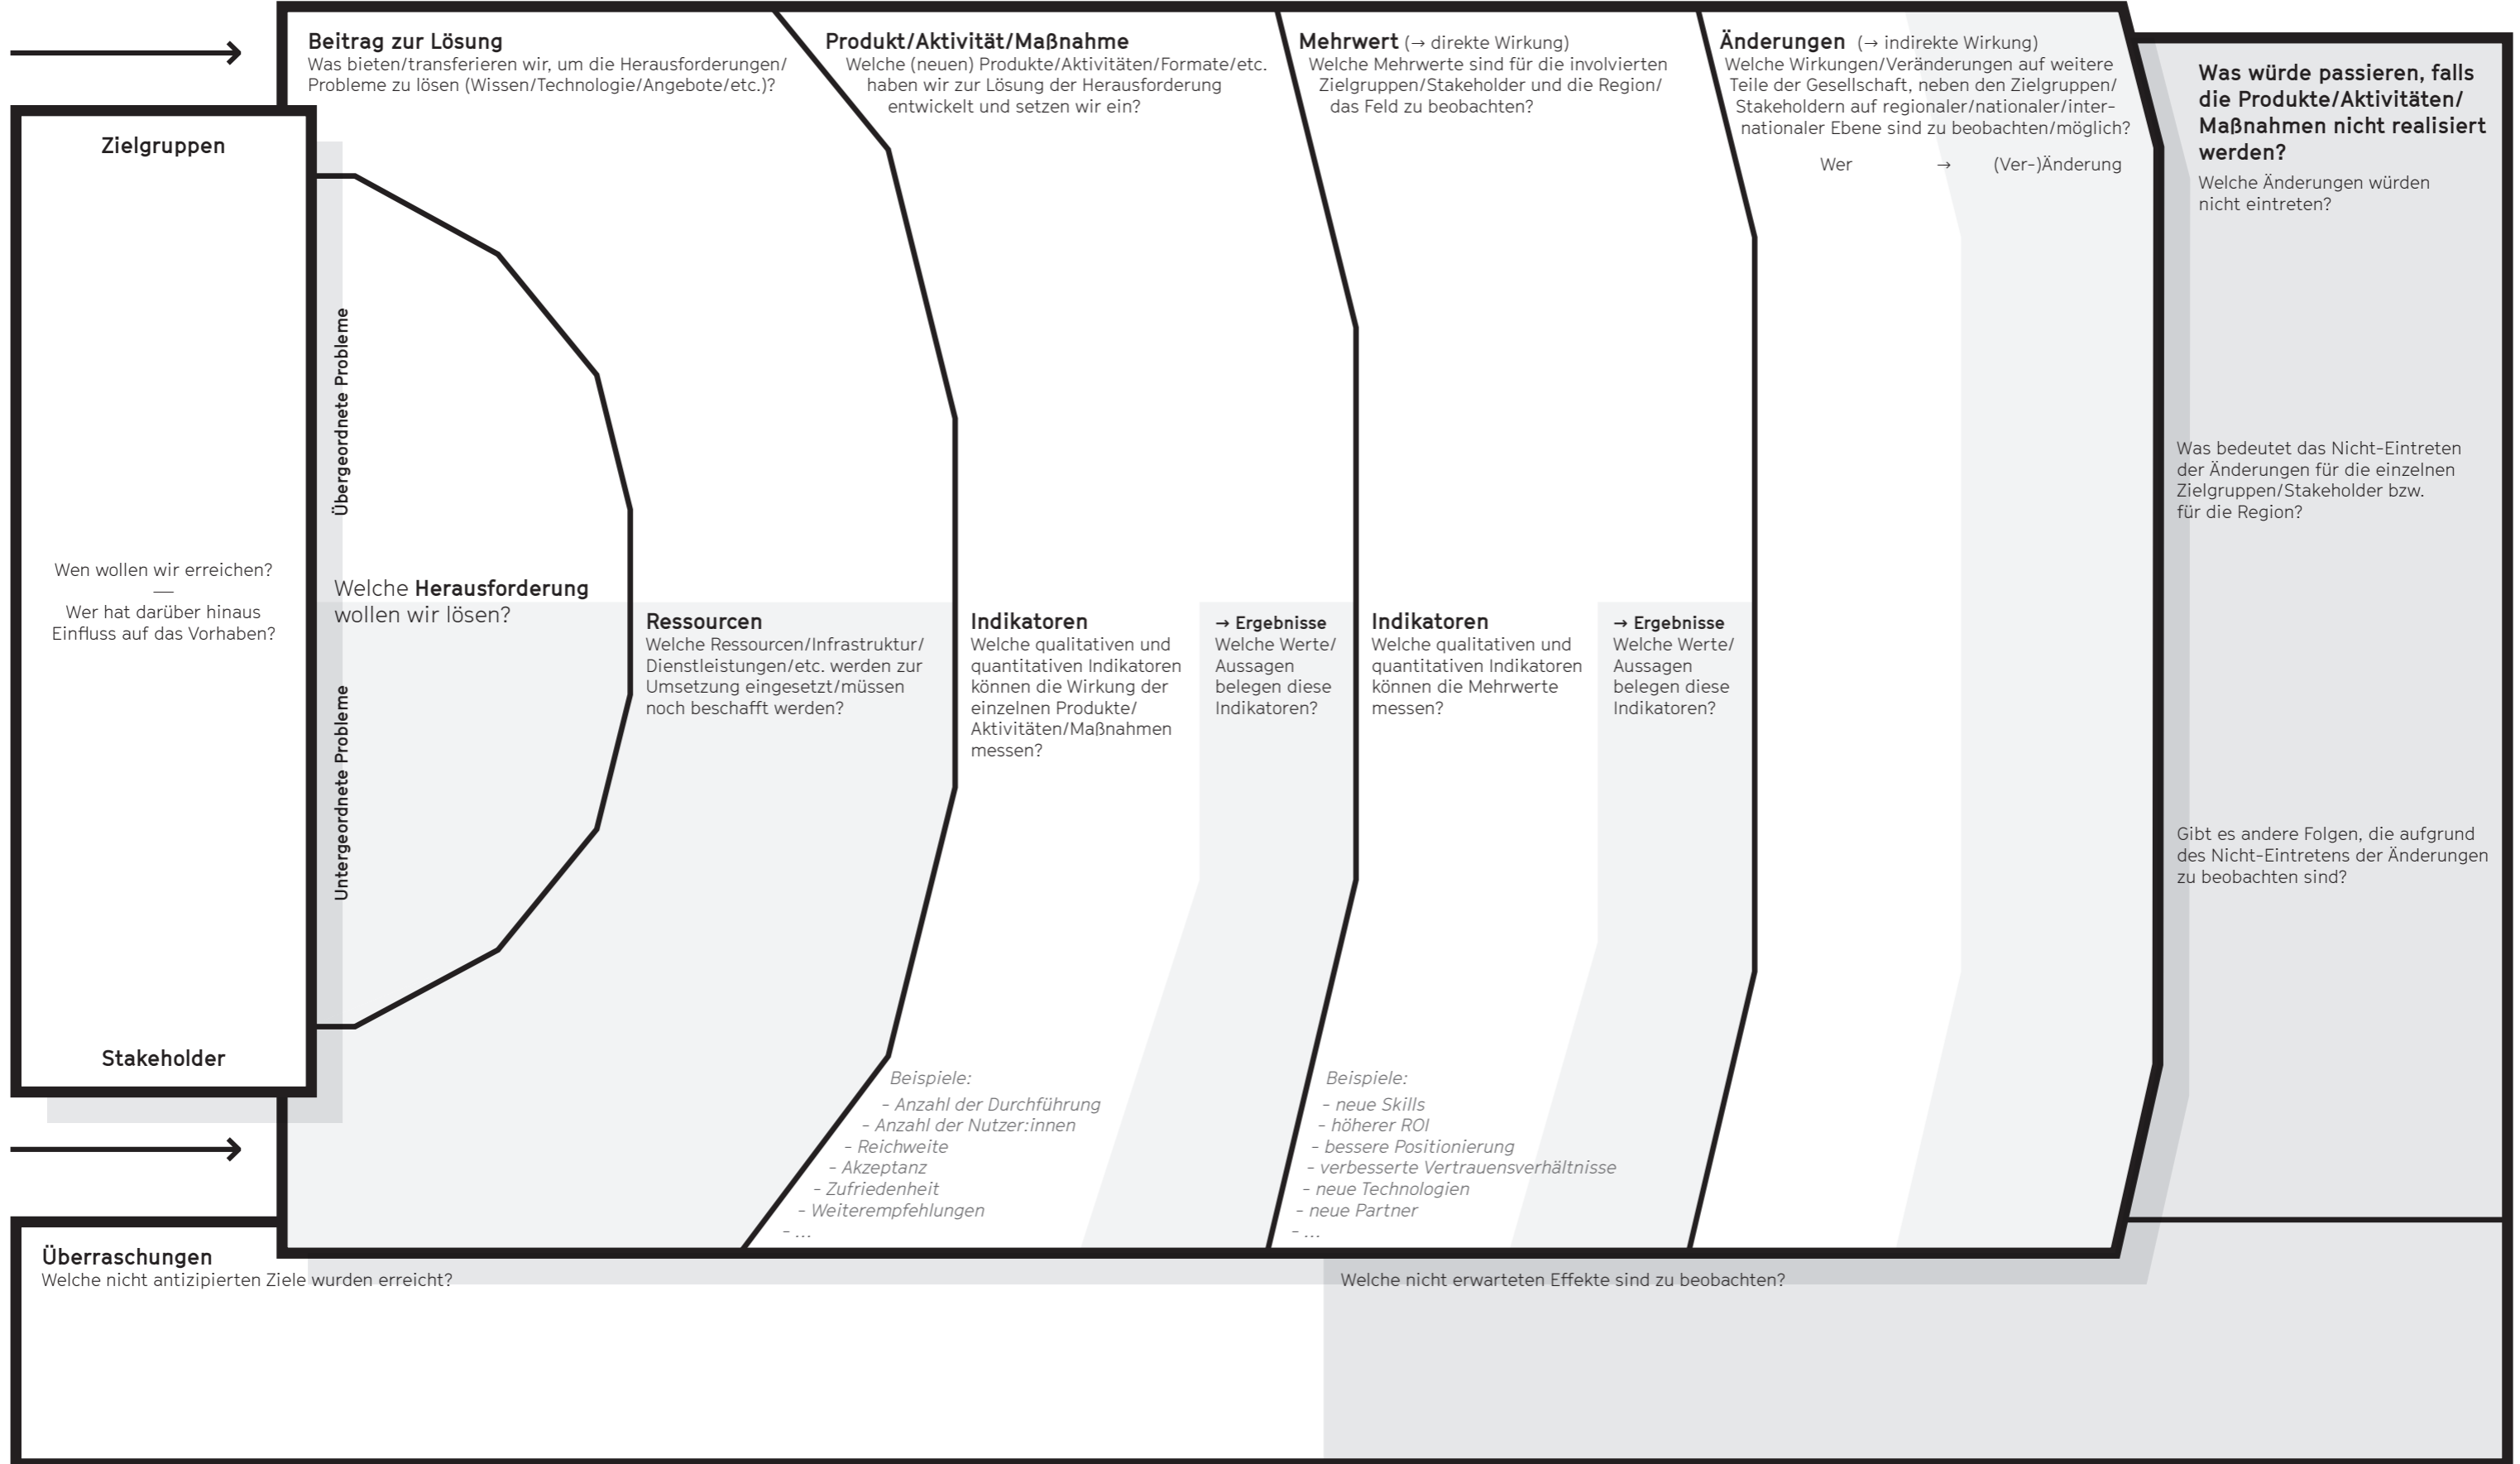 Beitrag zur Lösung
Was bieten/transferieren wir, um die Herausforderungen/
Probleme zu lösen (Wissen/Technologie/Angebote/etc.)?
Produkt/Aktivität/Maßnahme
Welche (neuen) Produkte/Aktivitäten/Formate/etc.
haben wir zur Lösung der Herausforderung
entwickelt und setzen wir ein?
Mehrwert (→ direkte Wirkung)
Welche Mehrwerte sind für die involvierten
Zielgruppen/Stakeholder und die Region/
das Feld zu beobachten?
Änderungen (→ indirekte Wirkung)
Welche Wirkungen/Veränderungen auf weitere
Teile der Gesellschaft, neben den Zielgruppen/
Stakeholdern auf regionaler/nationaler/inter-
nationaler Ebene sind zu beobachten/möglich?
Wer → (Ver-)Änderung
Was würde passieren, falls
die Produkte/Aktivitäten/
Maßnahmen nicht realisiert
werden?
Welche Änderungen würden
nicht eintreten?
Was bedeutet das Nicht-Eintreten
der Änderungen für die einzelnen
Zielgruppen/Stakeholder bzw.
für die Region?
Gibt es andere Folgen, die aufgrund
des Nicht-Eintretens der Änderungen
zu beobachten sind?
Zielgruppen
Wen wollen wir erreichen?
—
Wer hat darüber hinaus
Einfluss auf das Vorhaben?
Stakeholder
Übergeordnete Probleme
Welche Herausforderung
wollen wir lösen?
Untergeordnete Probleme
Ressourcen
Welche Ressourcen/Infrastruktur/
Dienstleistungen/etc. werden zur
Umsetzung eingesetzt/müssen
noch beschafft werden?
Indikatoren
Welche qualitativen und
quantitativen Indikatoren
können die Wirkung der
einzelnen Produkte/
Aktivitäten/Maßnahmen
messen?
→ Ergebnisse
Welche Werte/
Aussagen
belegen diese
Indikatoren?
Indikatoren
Welche qualitativen und
quantitativen Indikatoren
können die Mehrwerte
messen?
→ Ergebnisse
Welche Werte/
Aussagen
belegen diese
Indikatoren?
Beispiele:
- Anzahl der Durchführung
- Anzahl der Nutzer:innen
- Reichweite
- Akzeptanz
- Zufriedenheit
- Weiterempfehlungen
- ...
Beispiele:
- neue Skills
- höherer ROI
- bessere Positionierung
- verbesserte Vertrauensverhältnisse
- neue Technologien
- neue Partner
- ...
Überraschungen
Welche nicht antizipierten Ziele wurden erreicht?
Welche nicht erwarteten Effekte sind zu beobachten?